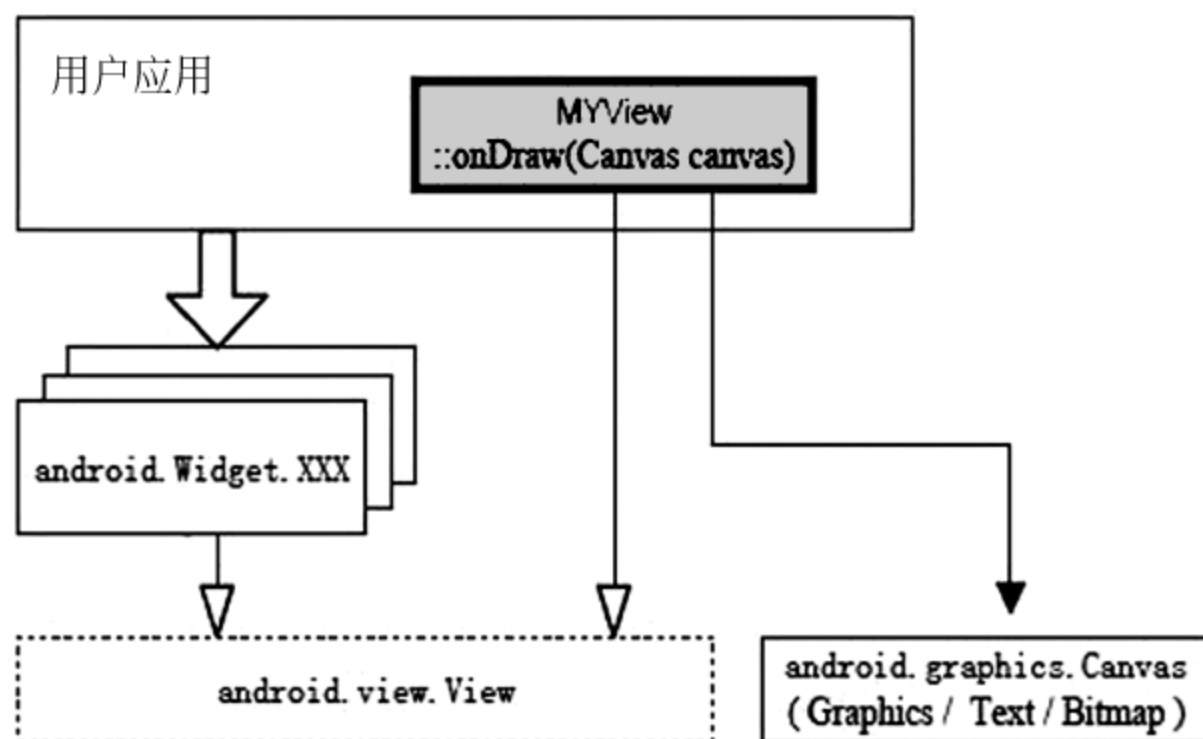 用户应用
MYView
::onDraw(Canvas canvas)
android.Widget.XXX
android.view.View
android.graphics.Canvas
( Graphics / Text / Bitmap )